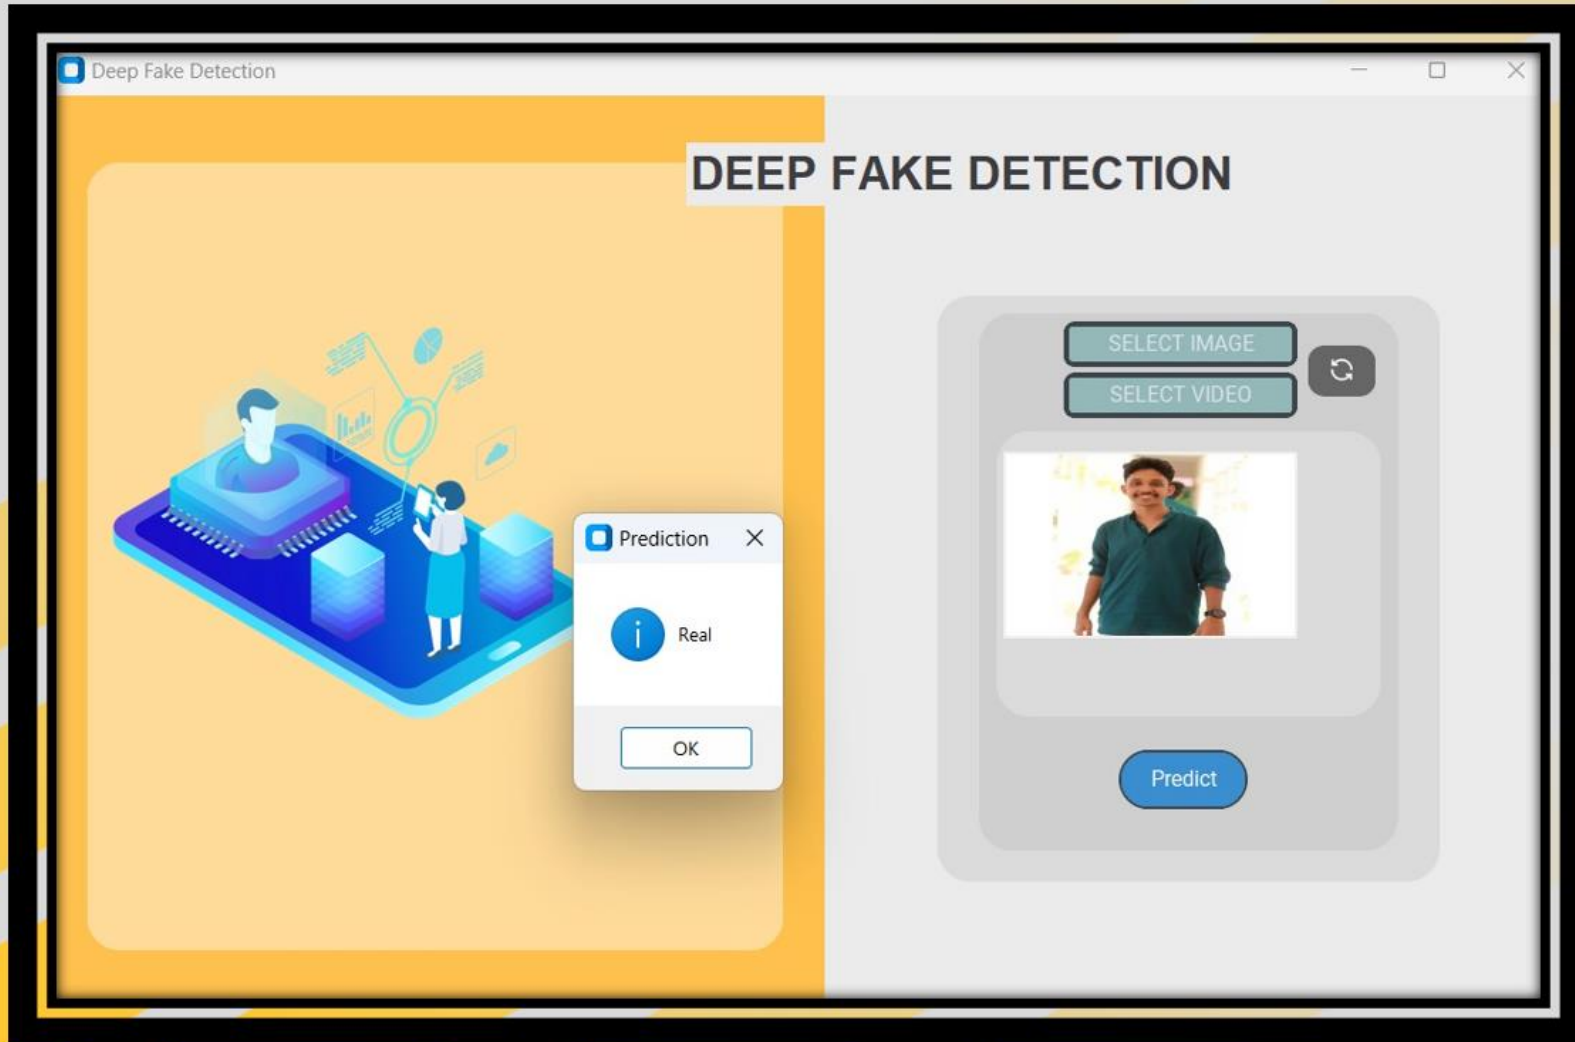 Deep Fake Detection
DEEP FAKE DETECTION
SELECT IMAGE
SELECT VIDEO
Prediction
Real
OK
Predict